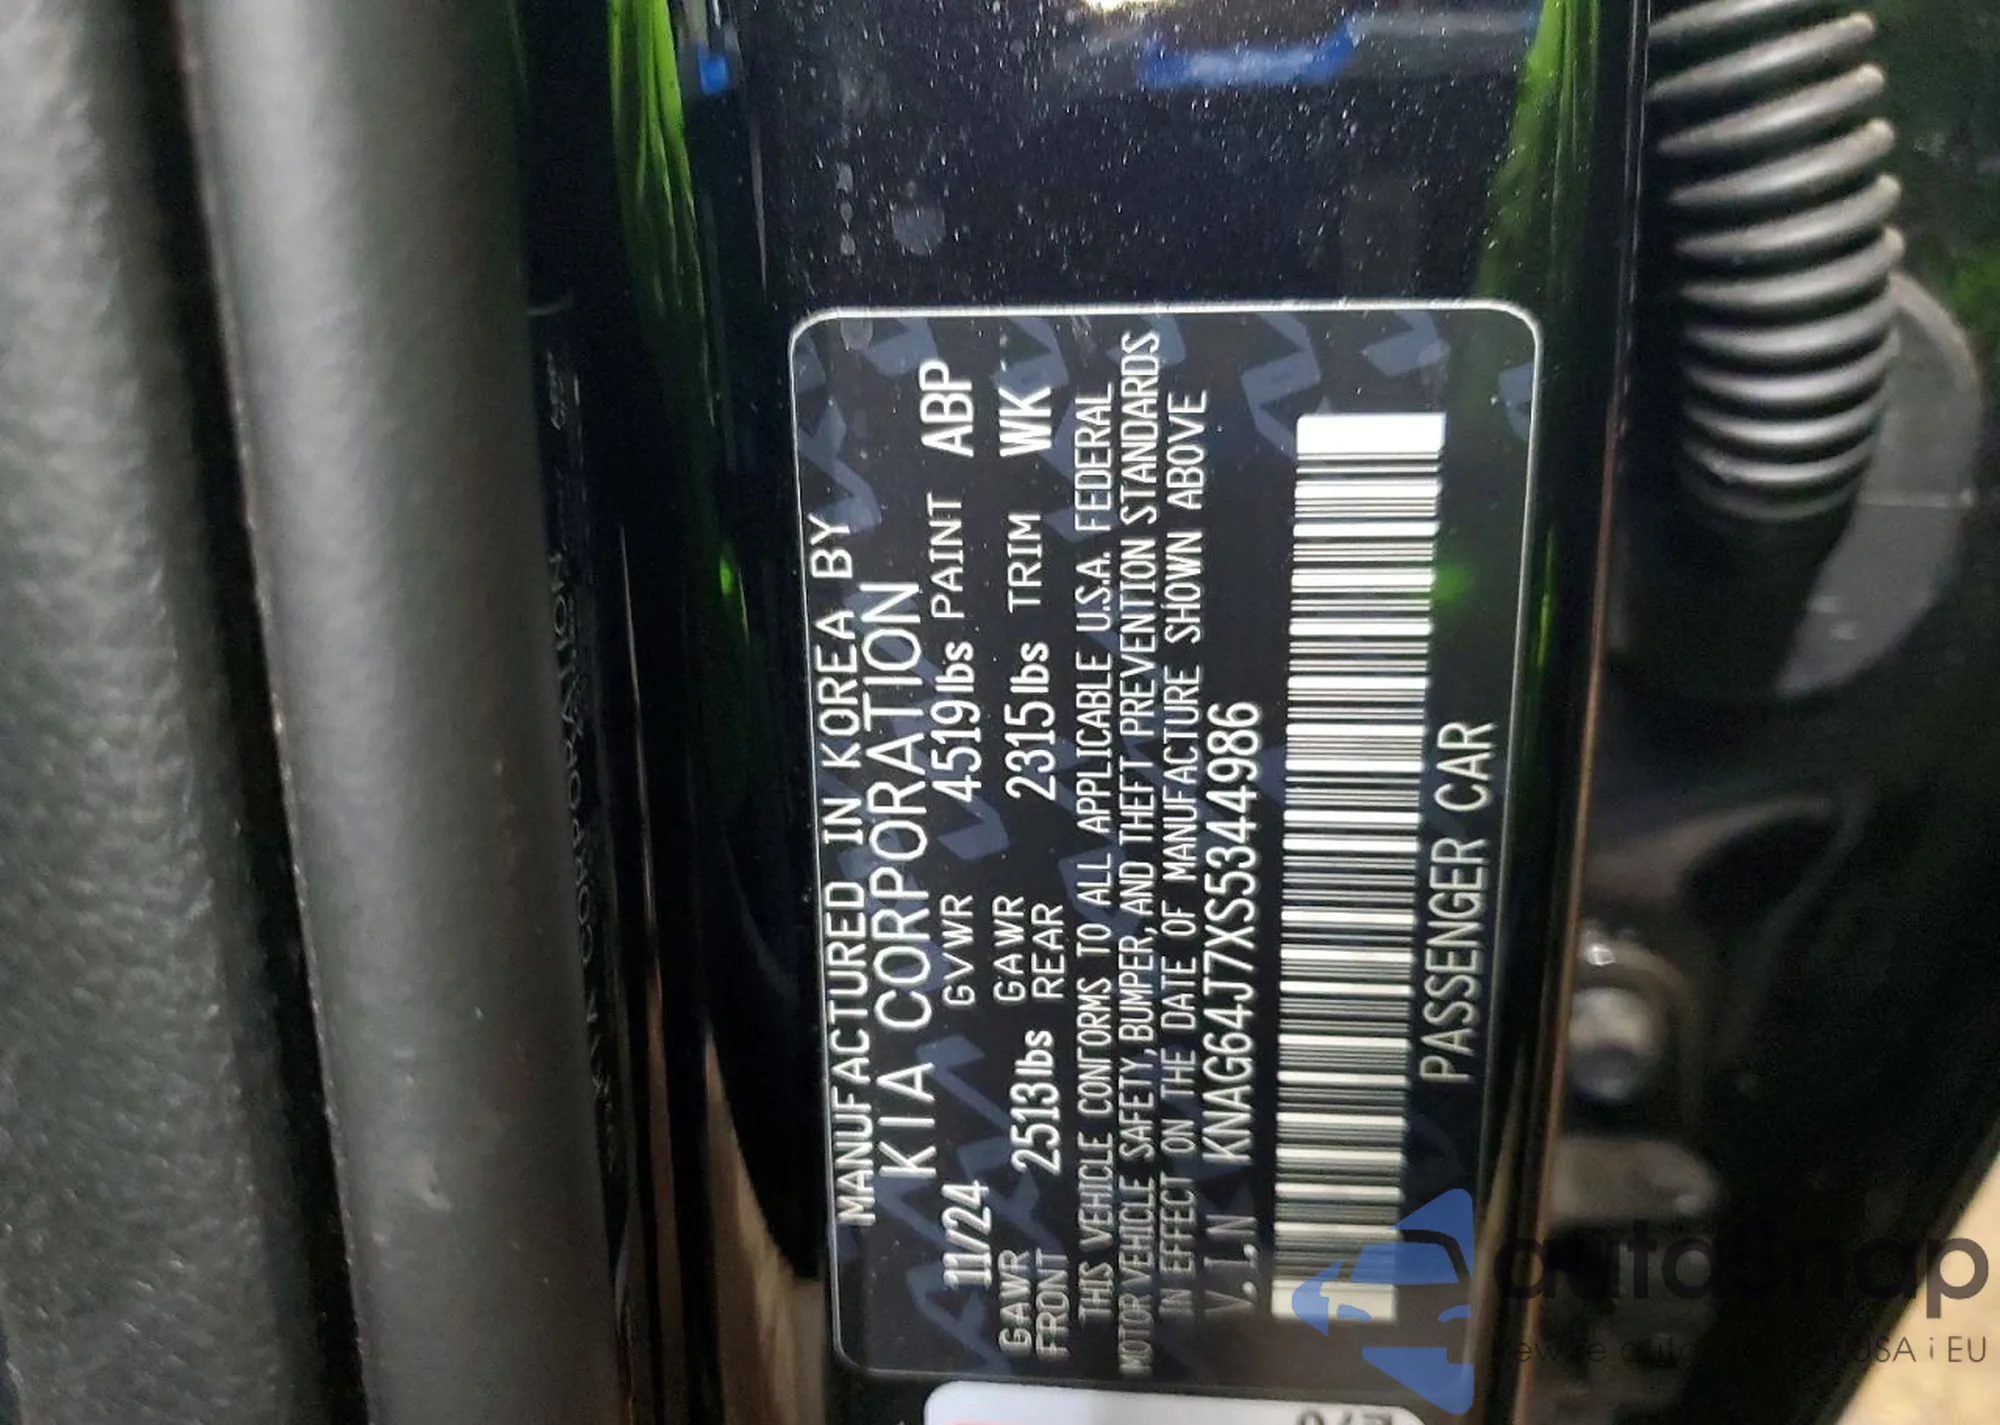 MANUFACTURED IN KOREA BY
KIA CORPORATION
11/24 GVWR 4519lbs PAINT ABP
GAWR FRONT 2513lbs GAWR REAR 2315lbs TRIM WK
THIS VEHICLE CONFORMS TO ALL APPLICABLE U.S.A. FEDERAL
MOTOR VEHICLE SAFETY, BUMPER, AND THEFT PREVENTION STANDARDS
IN EFFECT ON THE DATE OF MANUFACTURE SHOWN ABOVE
V.I.N KNAG64J7XS5344986
PASSENGER CAR
autosnap
USA i EU